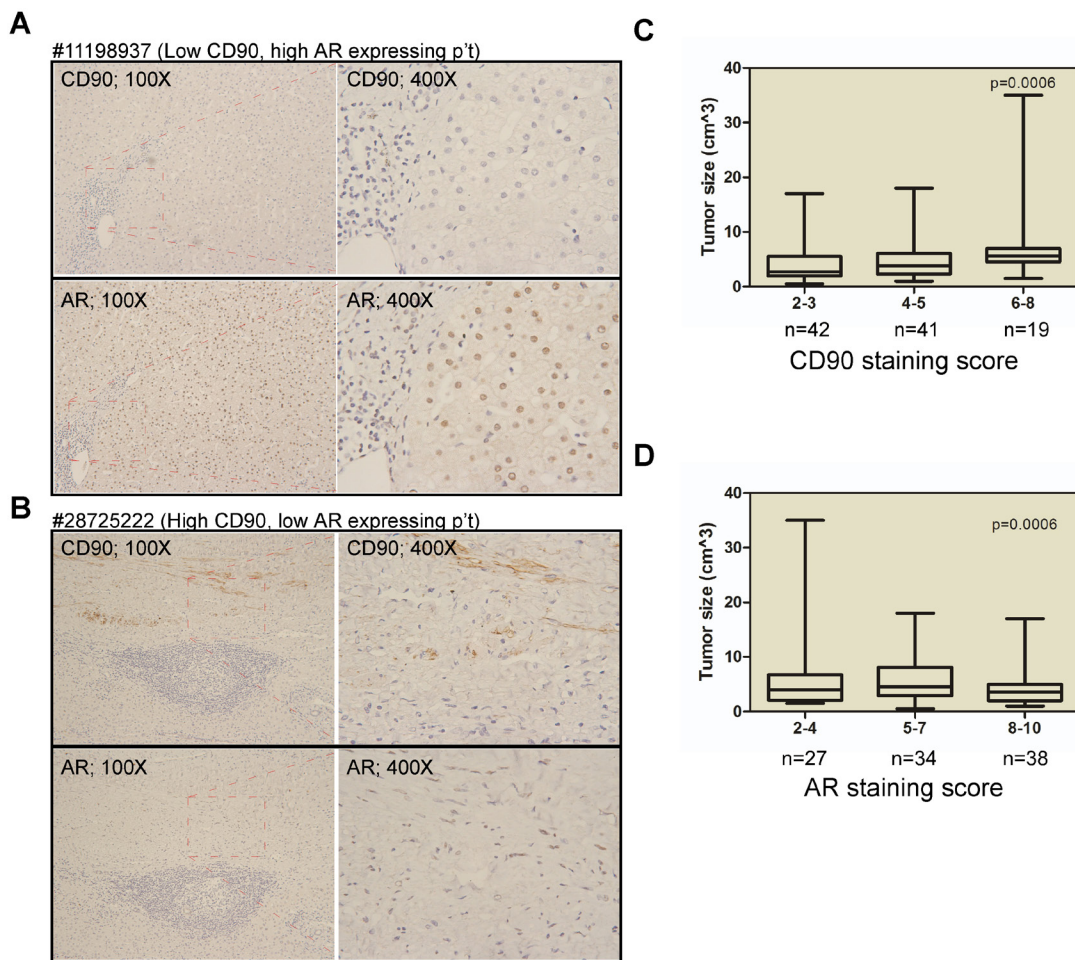 A
#11198937 (Low CD90, high AR expressing p't)
CD90; 100X
CD90; 400X
AR; 100X
AR; 400X
B
#28725222 (High CD90, low AR expressing p't)
CD90; 100X
CD90; 400X
AR; 100X
AR; 400X
C
p=0.0006
Tumor size (cm^3)
40
30
20
10
0
2-3 4-5 6-8
n=42 n=41 n=19
CD90 staining score
D
p=0.0006
Tumor size (cm^3)
40
30
20
10
0
2-4 5-7 8-10
n=27 n=34 n=38
AR staining score